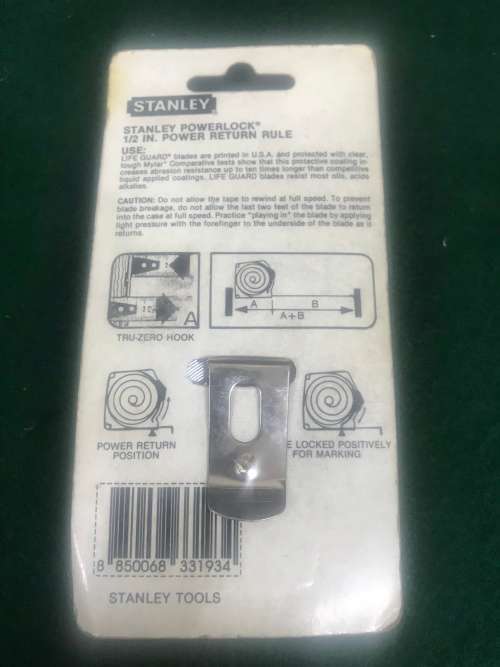 STANLEY
STANLEY POWERLOCK®
1/2 IN. POWER RETURN RULE
USE:
LIFE GUARD® blades are printed in U.S.A. and protected with clear,
tough Mylar® Comparative tests show that this protective coating in-
creases abrasion resistance up to ten times longer than competitive
liquid applied coatings. LIFE GUARD blades resist most oils, acids
alkalies.
CAUTION: Do not allow the tape to rewind at full speed. To prevent
blade breakage, do not allow the last two feet of the blade to return
into the case at full speed. Practice "playing in" the blade by applying
light pressure with the forefinger to the underside of the blade as it
returns.
A
A B
A+B
TRU-ZERO HOOK
POWER RETURN
POSITION
E LOCKED POSITIVELY
FOR MARKING
8 850068 331934
STANLEY TOOLS